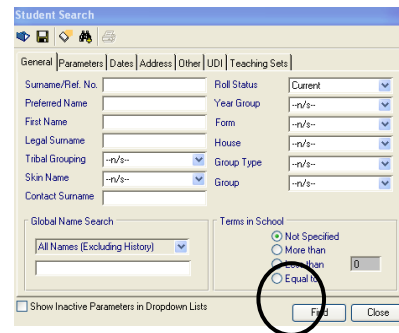 Student Search
General Parameters Dates Address Other UDI Teaching Sets
Surname/Ref. No. Roll Status Current
Preferred Name Year Group --n/s--
First Name Form --n/s--
Legal Surname House --n/s--
Tribal Grouping --n/s-- Group Type --n/s--
Skin Name --n/s-- Group --n/s--
Contact Surname
Global Name Search Terms in School
Not Specified
All Names (Excluding History) More than
Less than 0
Equal to
Show Inactive Parameters in Dropdown Lists Find Close